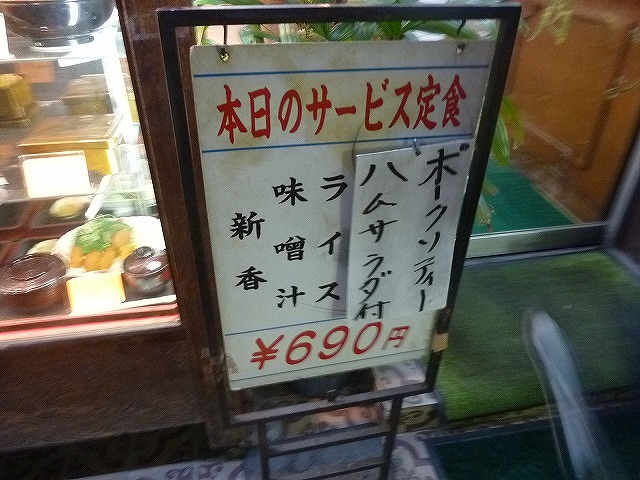 本日のサービス定食
ポークソティー
ハムサラダ付
ライス
味噌汁
新香
¥690円